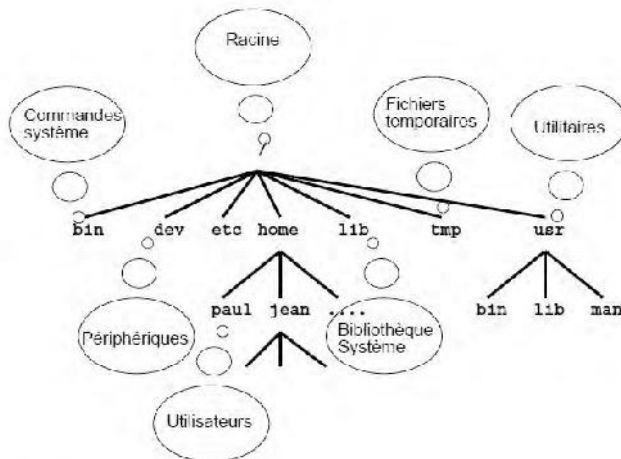 Racine
Commandes
système
Fichiers
temporaires
Utilitaires
/
bin dev etc home lib tmp usr
paul jean .... bin lib man
Périphériques
Bibliothèque
Système
Utilisateurs